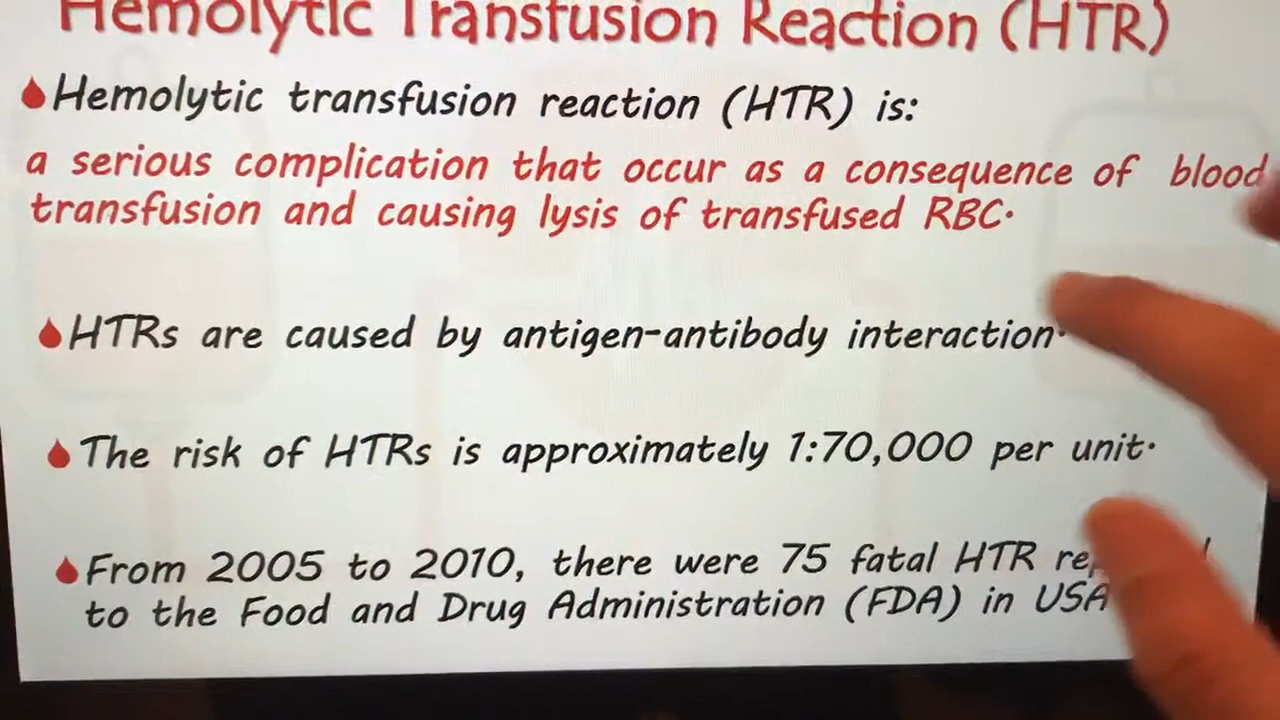 Hemolytic Transfusion Reaction (HTR)
Hemolytic transfusion reaction (HTR) is:
a serious complication that occur as a consequence of blood
transfusion and causing lysis of transfused RBC.
HTRs are caused by antigen-antibody interaction.
The risk of HTRs is approximately 1:70,000 per unit.
From 2005 to 2010, there were 75 fatal HTR
to the Food and Drug Administration (FDA) in USA